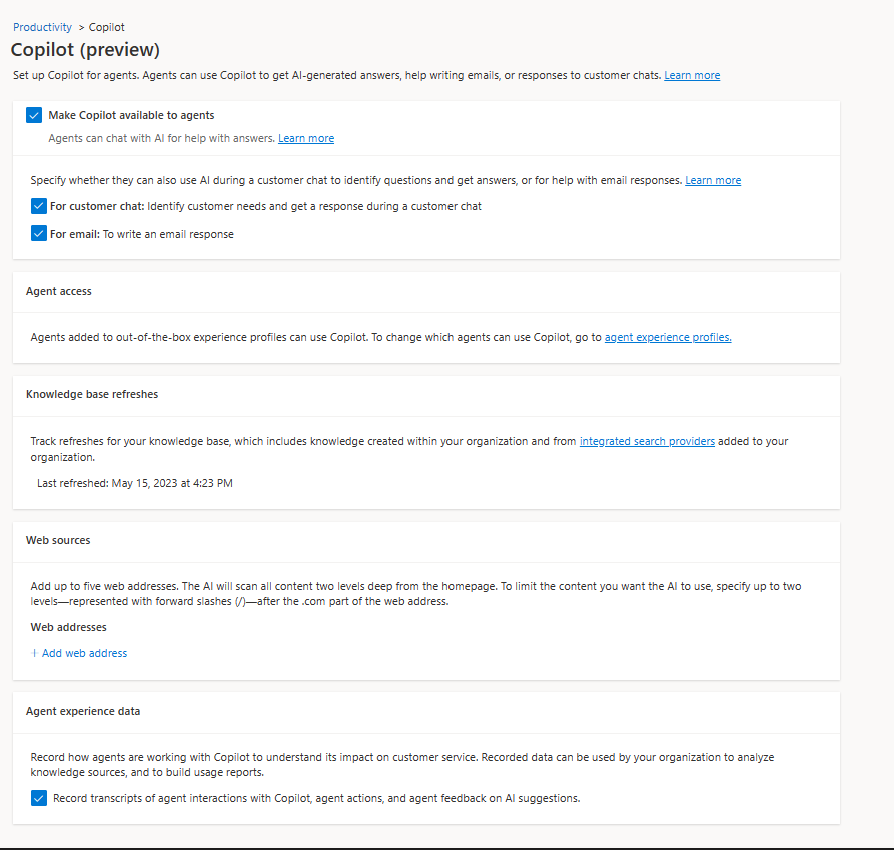 Productivity > Copilot
Copilot (preview)
Set up Copilot for agents. Agents can use Copilot to get AI-generated answers, help writing emails, or responses to customer chats. Learn more
Make Copilot available to agents
Agents can chat with AI for help with answers. Learn more
Specify whether they can also use AI during a customer chat to identify questions and get answers, or for help with email responses. Learn more
For customer chat: Identify customer needs and get a response during a customer chat
For email: To write an email response
Agent access
Agents added to out-of-the-box experience profiles can use Copilot. To change which agents can use Copilot, go to agent experience profiles.
Knowledge base refreshes
Track refreshes for your knowledge base, which includes knowledge created within your organization and from integrated search providers added to your
organization.
Last refreshed: May 15, 2023 at 4:23 PM
Web sources
Add up to five web addresses. The AI will scan all content two levels deep from the homepage. To limit the content you want the AI to use, specify up to two
levels—represented with forward slashes (/)—after the .com part of the web address.
Web addresses
+ Add web address
Agent experience data
Record how agents are working with Copilot to understand its impact on customer service. Recorded data can be used by your organization to analyze
knowledge sources, and to build usage reports.
Record transcripts of agent interactions with Copilot, agent actions, and agent feedback on AI suggestions.